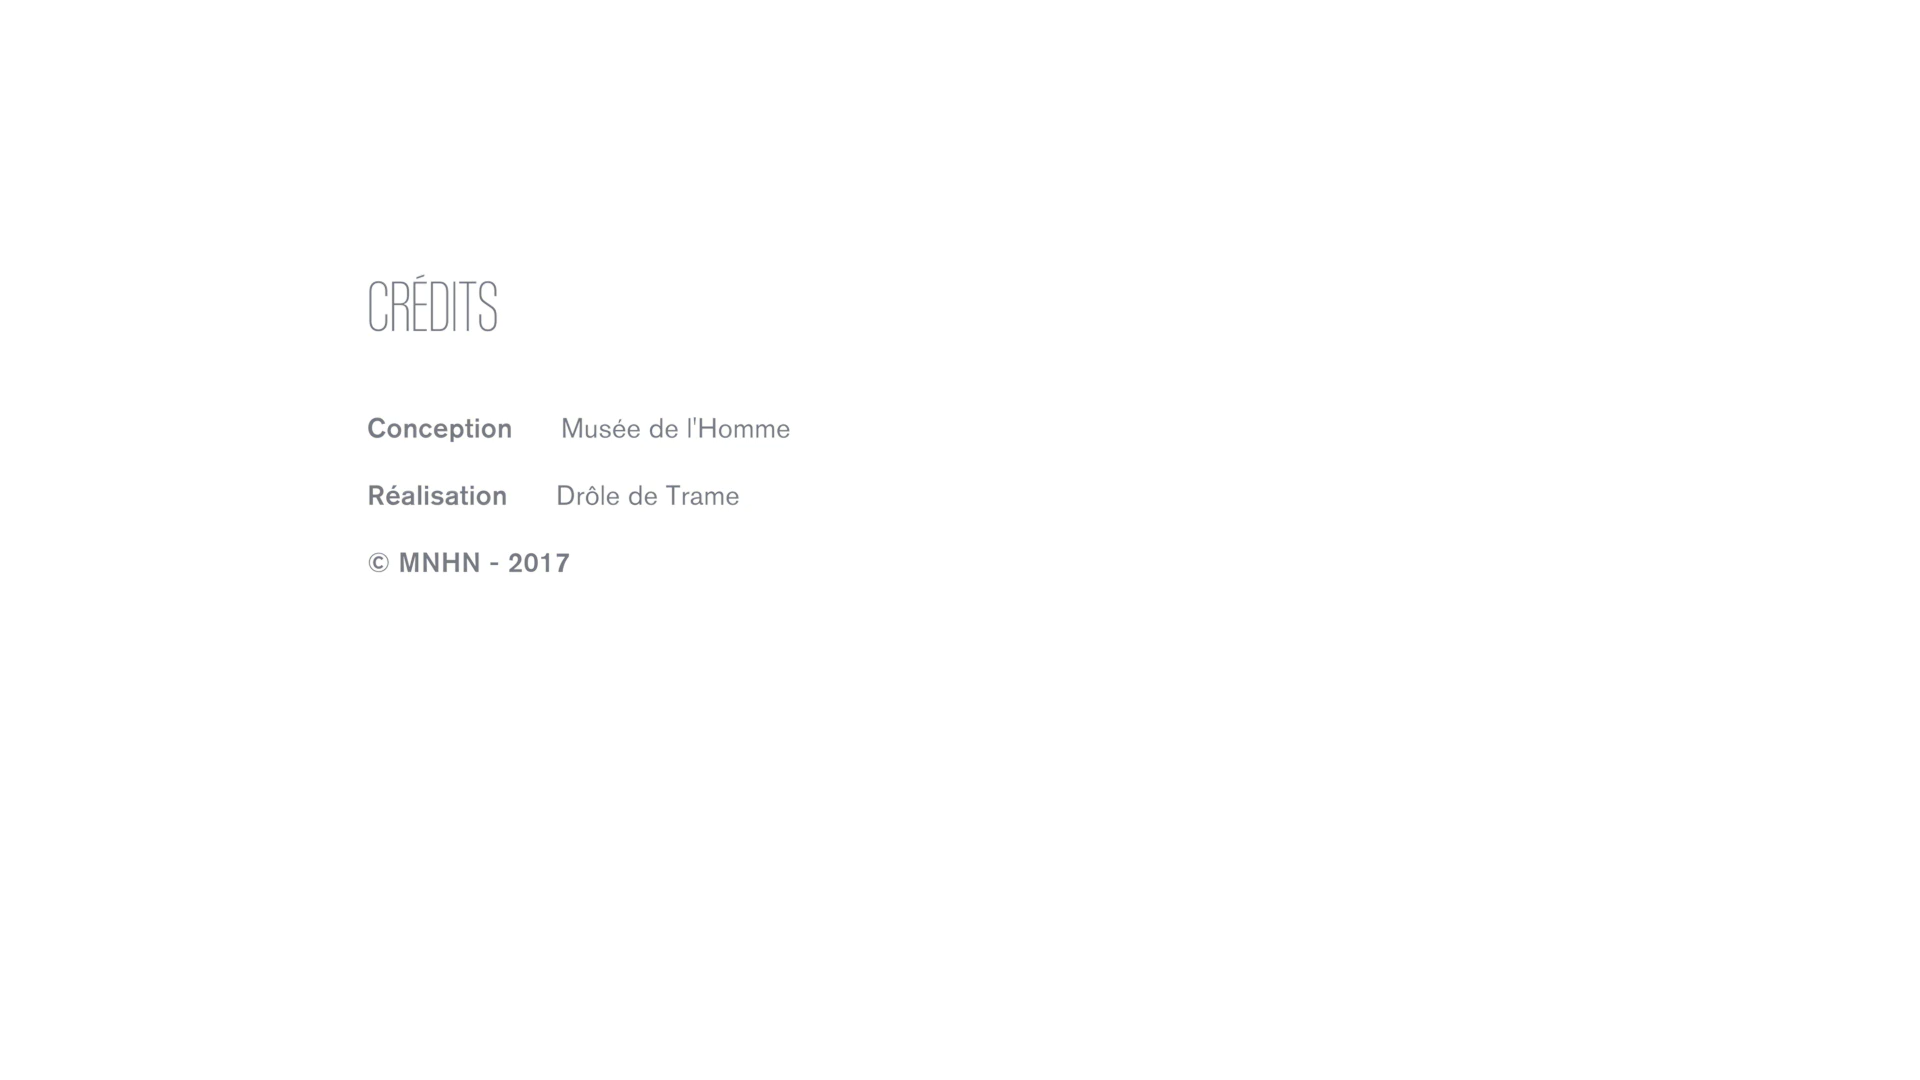 CRÉDITS
Conception Musée de l'Homme
Réalisation Drôle de Trame
© MNHN - 2017